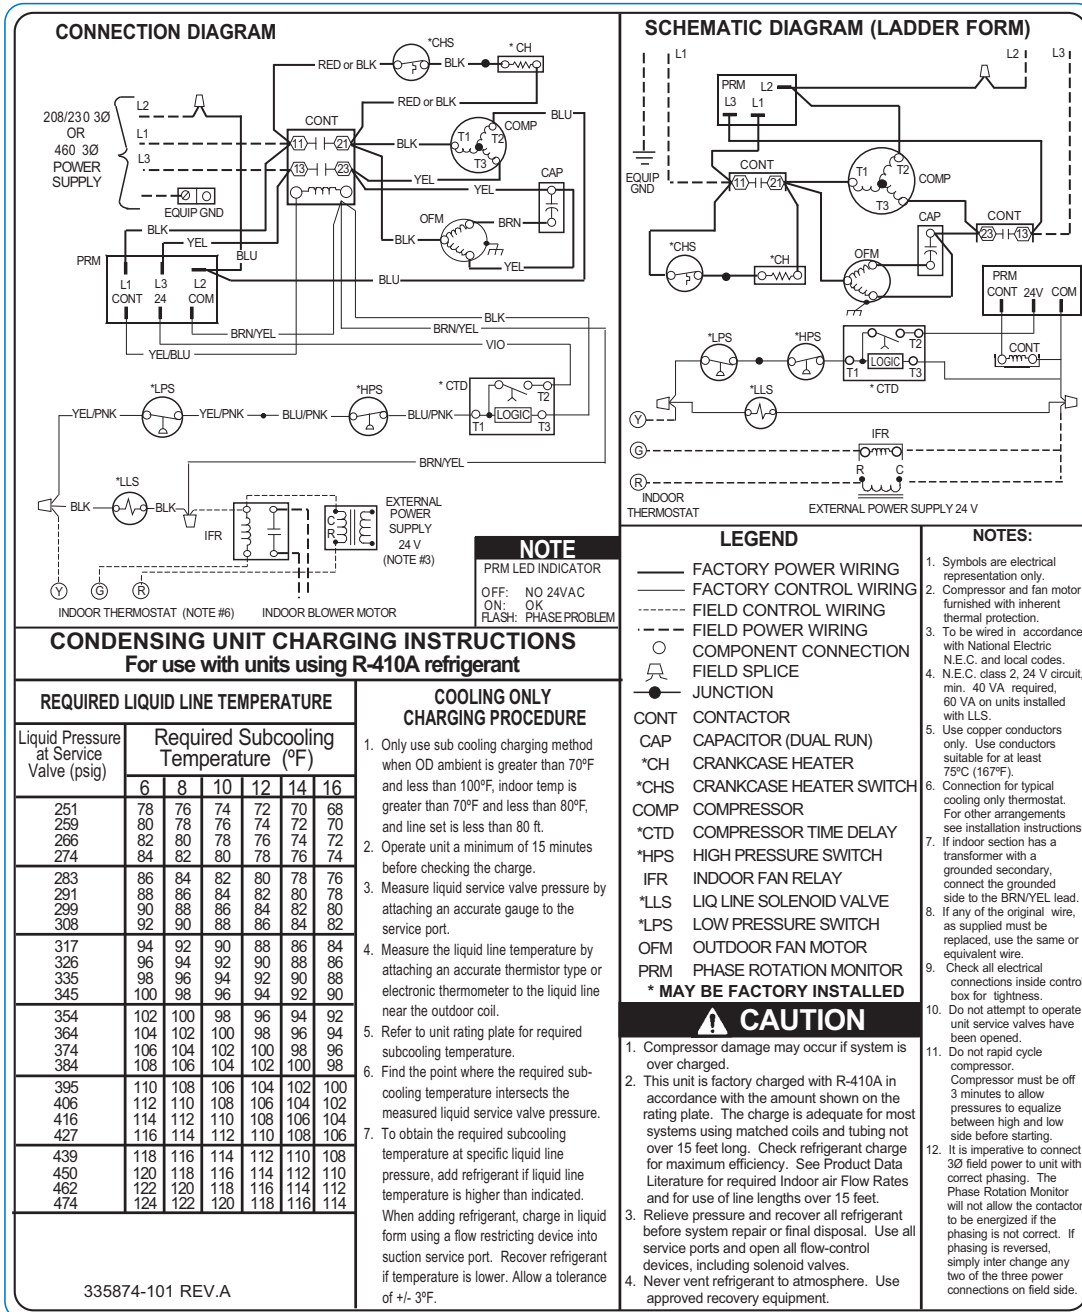 CONNECTION DIAGRAM
*CHS
* CH
RED or BLK
BLK
RED or BLK
BLU
208/230 3Ø
OR
460 3Ø
POWER
SUPPLY
L2
L1
L3
CONT
11
21
13
23
BLK
T1
T2
T3
COMP
YEL
YEL
CAP
EQUIP GND
OFM
BRN
BLK
YEL
BLK
YEL
BLU
BLU
PRM
L1
L3
L2
CONT
24
COM
BLK
BRN/YEL
BRN/YEL
VIO
YEL/BLU
*LPS
*HPS
* CTD
T2
YEL/PNK
YEL/PNK
BLU/PNK
BLU/PNK
LOGIC
T1
T3
BRN/YEL
*LLS
BLK
BLK
IFR
C
R
EXTERNAL
POWER
SUPPLY
24 V
(NOTE #3)
Y
G
R
INDOOR THERMOSTAT (NOTE #6)
INDOOR BLOWER MOTOR
NOTE
PRM LED INDICATOR
OFF: NO 24VAC
ON: OK
FLASH: PHASE PROBLEM
SCHEMATIC DIAGRAM (LADDER FORM)
L1
L2
L3
PRM
L2
L3
L1
EQUIP
GND
CONT
11
21
T1
T2
T3
COMP
CAP
CONT
23
13
*CHS
*CH
OFM
PRM
CONT 24V COM
*LPS
*HPS
T2
LOGIC
T1
T3
* CTD
CONT
*LLS
Y
G
R
IFR
R
C
INDOOR
THERMOSTAT
EXTERNAL POWER SUPPLY 24 V
CONDENSING UNIT CHARGING INSTRUCTIONS
For use with units using R-410A refrigerant
REQUIRED LIQUID LINE TEMPERATURE
Liquid Pressure
at Service
Valve (psig)
Required Subcooling
Temperature (ºF)
6 8 10 12 14 16
251 78 76 74 72 70 68
259 80 78 76 74 72 70
266 82 80 78 76 74 72
274 84 82 80 78 76 74
283 86 84 82 80 78 76
291 88 86 84 82 80 78
299 90 88 86 84 82 80
308 92 90 88 86 84 82
317 94 92 90 88 86 84
326 96 94 92 90 88 86
335 98 96 94 92 90 88
345 100 98 96 94 92 90
354 102 100 98 96 94 92
364 104 102 100 98 96 94
374 106 104 102 100 98 96
384 108 106 104 102 100 98
395 110 108 106 104 102 100
406 112 110 108 106 104 102
416 114 112 110 108 106 104
427 116 114 112 110 108 106
439 118 116 114 112 110 108
450 120 118 116 114 112 110
462 122 120 118 116 114 112
474 124 122 120 118 116 114
335874-101 REV.A
COOLING ONLY
CHARGING PROCEDURE
1. Only use sub cooling charging method
when OD ambient is greater than 70ºF
and less than 100ºF, indoor temp is
greater than 70ºF and less than 80ºF,
and line set is less than 80 ft.
2. Operate unit a minimum of 15 minutes
before checking the charge.
3. Measure liquid service valve pressure by
attaching an accurate gauge to the
service port.
4. Measure the liquid line temperature by
attaching an accurate thermistor type or
electronic thermometer to the liquid line
near the outdoor coil.
5. Refer to unit rating plate for required
subcooling temperature.
6. Find the point where the required sub-
cooling temperature intersects the
measured liquid service valve pressure.
7. To obtain the required subcooling
temperature at specific liquid line
pressure, add refrigerant if liquid line
temperature is higher than indicated.
When adding refrigerant, charge in liquid
form using a flow restricting device into
suction service port. Recover refrigerant
if temperature is lower. Allow a tolerance
of +/- 3ºF.
LEGEND
FACTORY POWER WIRING
FACTORY CONTROL WIRING
FIELD CONTROL WIRING
FIELD POWER WIRING
COMPONENT CONNECTION
FIELD SPLICE
JUNCTION
CONT CONTACTOR
CAP CAPACITOR (DUAL RUN)
*CH CRANKCASE HEATER
*CHS CRANKCASE HEATER SWITCH
COMP COMPRESSOR
*CTD COMPRESSOR TIME DELAY
*HPS HIGH PRESSURE SWITCH
IFR INDOOR FAN RELAY
*LLS LIQ LINE SOLENOID VALVE
*LPS LOW PRESSURE SWITCH
OFM OUTDOOR FAN MOTOR
PRM PHASE ROTATION MONITOR
* MAY BE FACTORY INSTALLED
CAUTION
1. Compressor damage may occur if system is
over charged.
2. This unit is factory charged with R-410A in
accordance with the amount shown on the
rating plate. The charge is adequate for most
systems using matched coils and tubing not
over 15 feet long. Check refrigerant charge
for maximum efficiency. See Product Data
Literature for required Indoor air Flow Rates
and for use of line lengths over 15 feet.
3. Relieve pressure and recover all refrigerant
before system repair or final disposal. Use all
service ports and open all flow-control
devices, including solenoid valves.
4. Never vent refrigerant to atmosphere. Use
approved recovery equipment.
NOTES:
1. Symbols are electrical
representation only.
2. Compressor and fan motor
furnished with inherent
thermal protection.
3. To be wired in accordance
with National Electric
N.E.C. and local codes.
4. N.E.C. class 2, 24 V circuit,
min. 40 VA required,
60 VA on units installed
with LLS.
5. Use copper conductors
only. Use conductors
suitable for at least
75ºC (167ºF).
6. Connection for typical
cooling only thermostat.
For other arrangements
see installation instructions
7. If indoor section has a
transformer with a
grounded secondary,
connect the grounded
side to the BRN/YEL lead.
8. If any of the original wire,
as supplied must be
replaced, use the same or
equivalent wire.
9. Check all electrical
connections inside control
box for tightness.
10. Do not attempt to operate
unit service valves have
been opened.
11. Do not rapid cycle
compressor.
Compressor must be off
3 minutes to allow
pressures to equalize
between high and low
side before starting.
12. It is imperative to connect
3Ø field power to unit with
correct phasing. The
Phase Rotation Monitor
will not allow the contactor
to be energized if the
phasing is not correct. If
phasing is reversed,
simply inter change any
two of the three power
connections on field side.